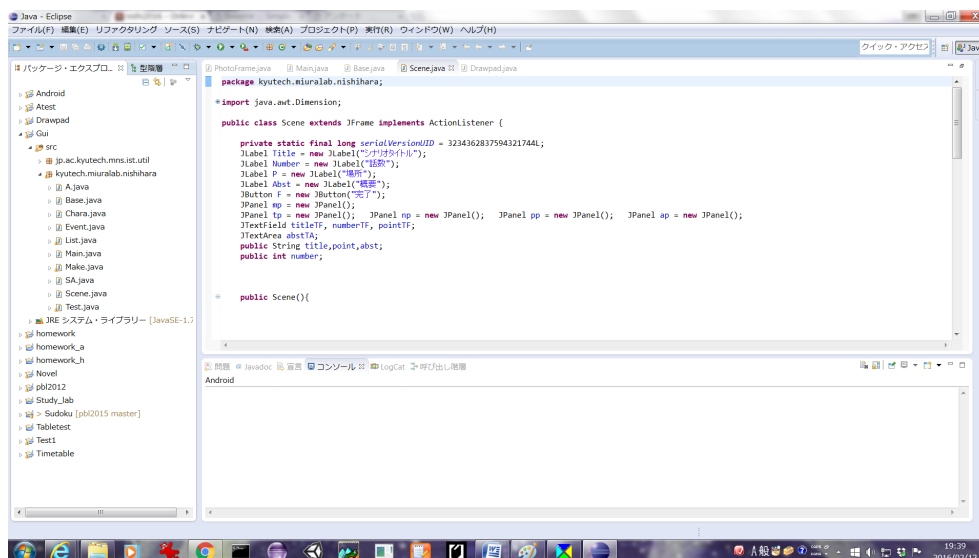 Java - Eclipse
ファイル(F) 編集(E) リファクタリング ソース(S) ナビゲート(N) 検索(A) プロジェクト(P) 実行(R) ウィンドウ(W) ヘルプ(H)
クイック・アクセス
Jav
パッケージ・エクスプロ... 型階層
PhotoFrame.java Main.java Base.java Scene.java Drawpad.java
Android
Atest
Drawpad
Gui
src
jp.ac.kyutech.mns.ist.util
kyutech.miuralab.nishihara
A.java
Base.java
Chara.java
Event.java
List.java
Main.java
Make.java
SA.java
Scene.java
Test.java
JRE システム・ライブラリー [JavaSE-1.7
homework
homework_a
homework_h
Novel
pbl2012
Study_lab
> Sudoku [pbl2015 master]
Tabletest
Test1
Timetable
package kyutech.miuralab.nishihara;
import java.awt.Dimension;
public class Scene extends JFrame implements ActionListener {
private static final long serialVersionUID = 3234362837594321744L;
JLabel Title = new JLabel("シナリオタイトル");
JLabel Number = new JLabel("話数");
JLabel P = new JLabel("場所");
JLabel Abst = new JLabel("概要");
JButton F = new JButton("完了");
JPanel mp = new JPanel();
JPanel tp = new JPanel(); JPanel np = new JPanel(); JPanel pp = new JPanel(); JPanel ap = new JPanel();
JTextField titleTF, numberTF, pointTF;
JTextArea abstTA;
public String title,point,abst;
public int number;
public Scene(){
問題 @ Javadoc 宣言 コンソール LogCat 呼び出し階層
Android
A 般
19:39